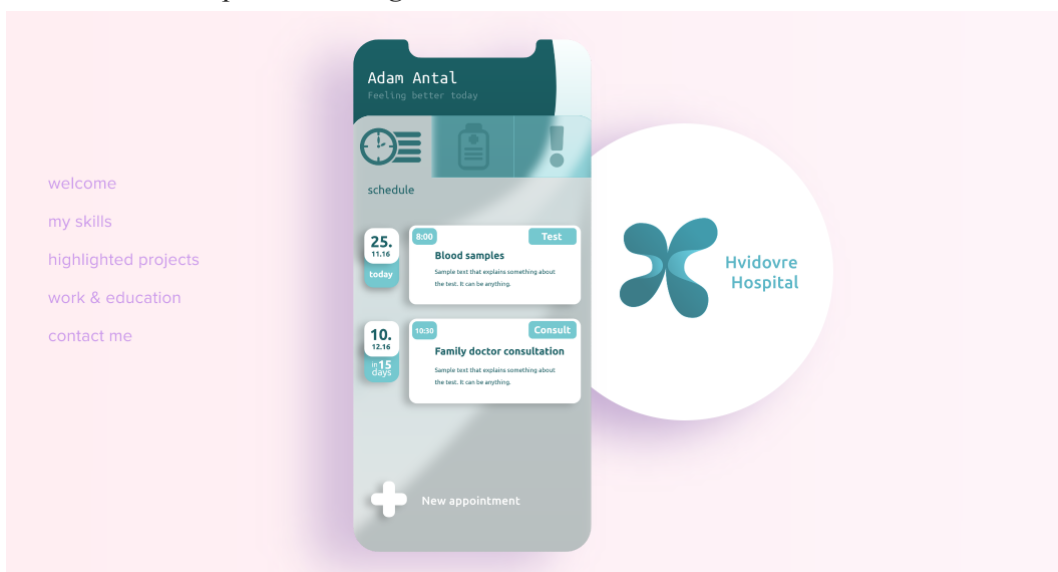 welcome
my skills
highlighted projects
work & education
contact me
Adam Antal
Feeling better today
schedule
25.
11.16
today
8:00
Test
Blood samples
Sample text that explains something about
the test. It can be anything.
10.
12.16
in 15
days
10:30
Consult
Family doctor consultation
Sample text that explains something about
the test. It can be anything.
New appointment
Hvidovre
Hospital